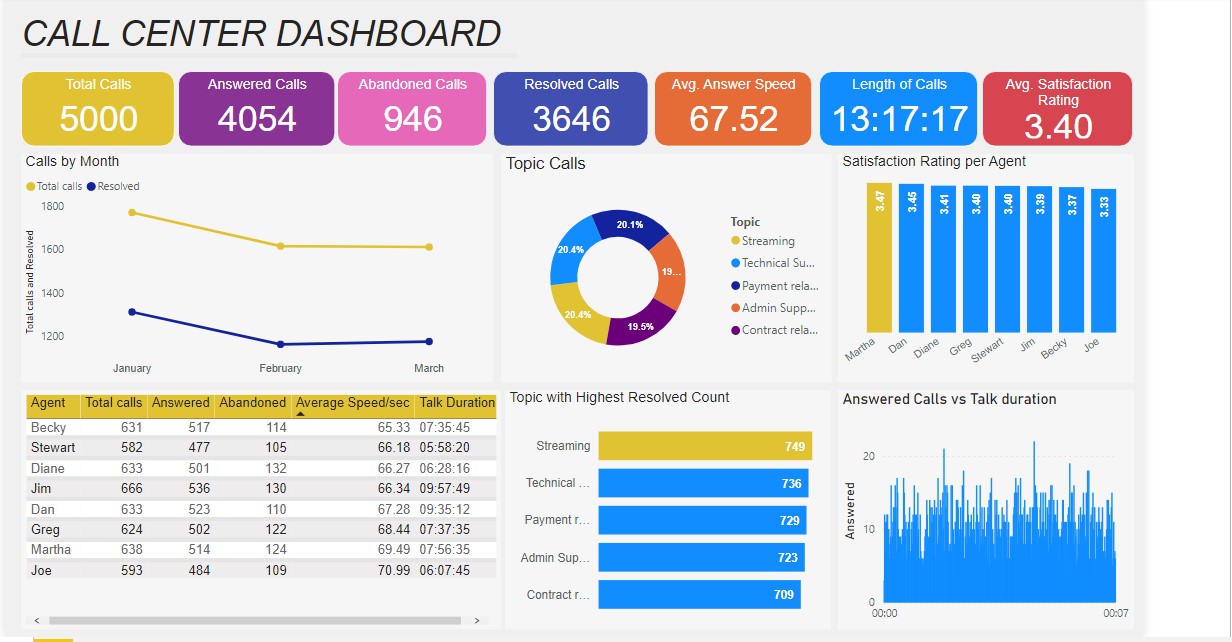 CALL CENTER DASHBOARD
Total Calls
5000
Answered Calls
4054
Abandoned Calls
946
Resolved Calls
3646
Avg. Answer Speed
67.52
Length of Calls
13:17:17
Avg. Satisfaction
Rating
3.40
Calls by Month
Total calls Resolved
Total calls and Resolved
1800
1600
1400
1200
January February March
Topic Calls
20.1%
19...
19.5%
20.4%
20.4%
Topic
Streaming
Technical Su...
Payment rela...
Admin Supp...
Contract rela...
Satisfaction Rating per Agent
3.47 3.45 3.41 3.40 3.40 3.39 3.37 3.33
Martha Dan Diane Greg Stewart Jim Becky Joe
Agent Total calls Answered Abandoned Average Speed/sec Talk Duration
Becky 631 517 114 65.33 07:35:45
Stewart 582 477 105 66.18 05:58:20
Diane 633 501 132 66.27 06:28:16
Jim 666 536 130 66.34 09:57:49
Dan 633 523 110 67.28 09:35:12
Greg 624 502 122 68.44 07:37:35
Martha 638 514 124 69.49 07:56:35
Joe 593 484 109 70.99 06:07:45
Topic with Highest Resolved Count
Streaming 749
Technical ... 736
Payment r... 729
Admin Sup... 723
Contract r... 709
Answered Calls vs Talk duration
Answered
20
10
0
00:00 00:07